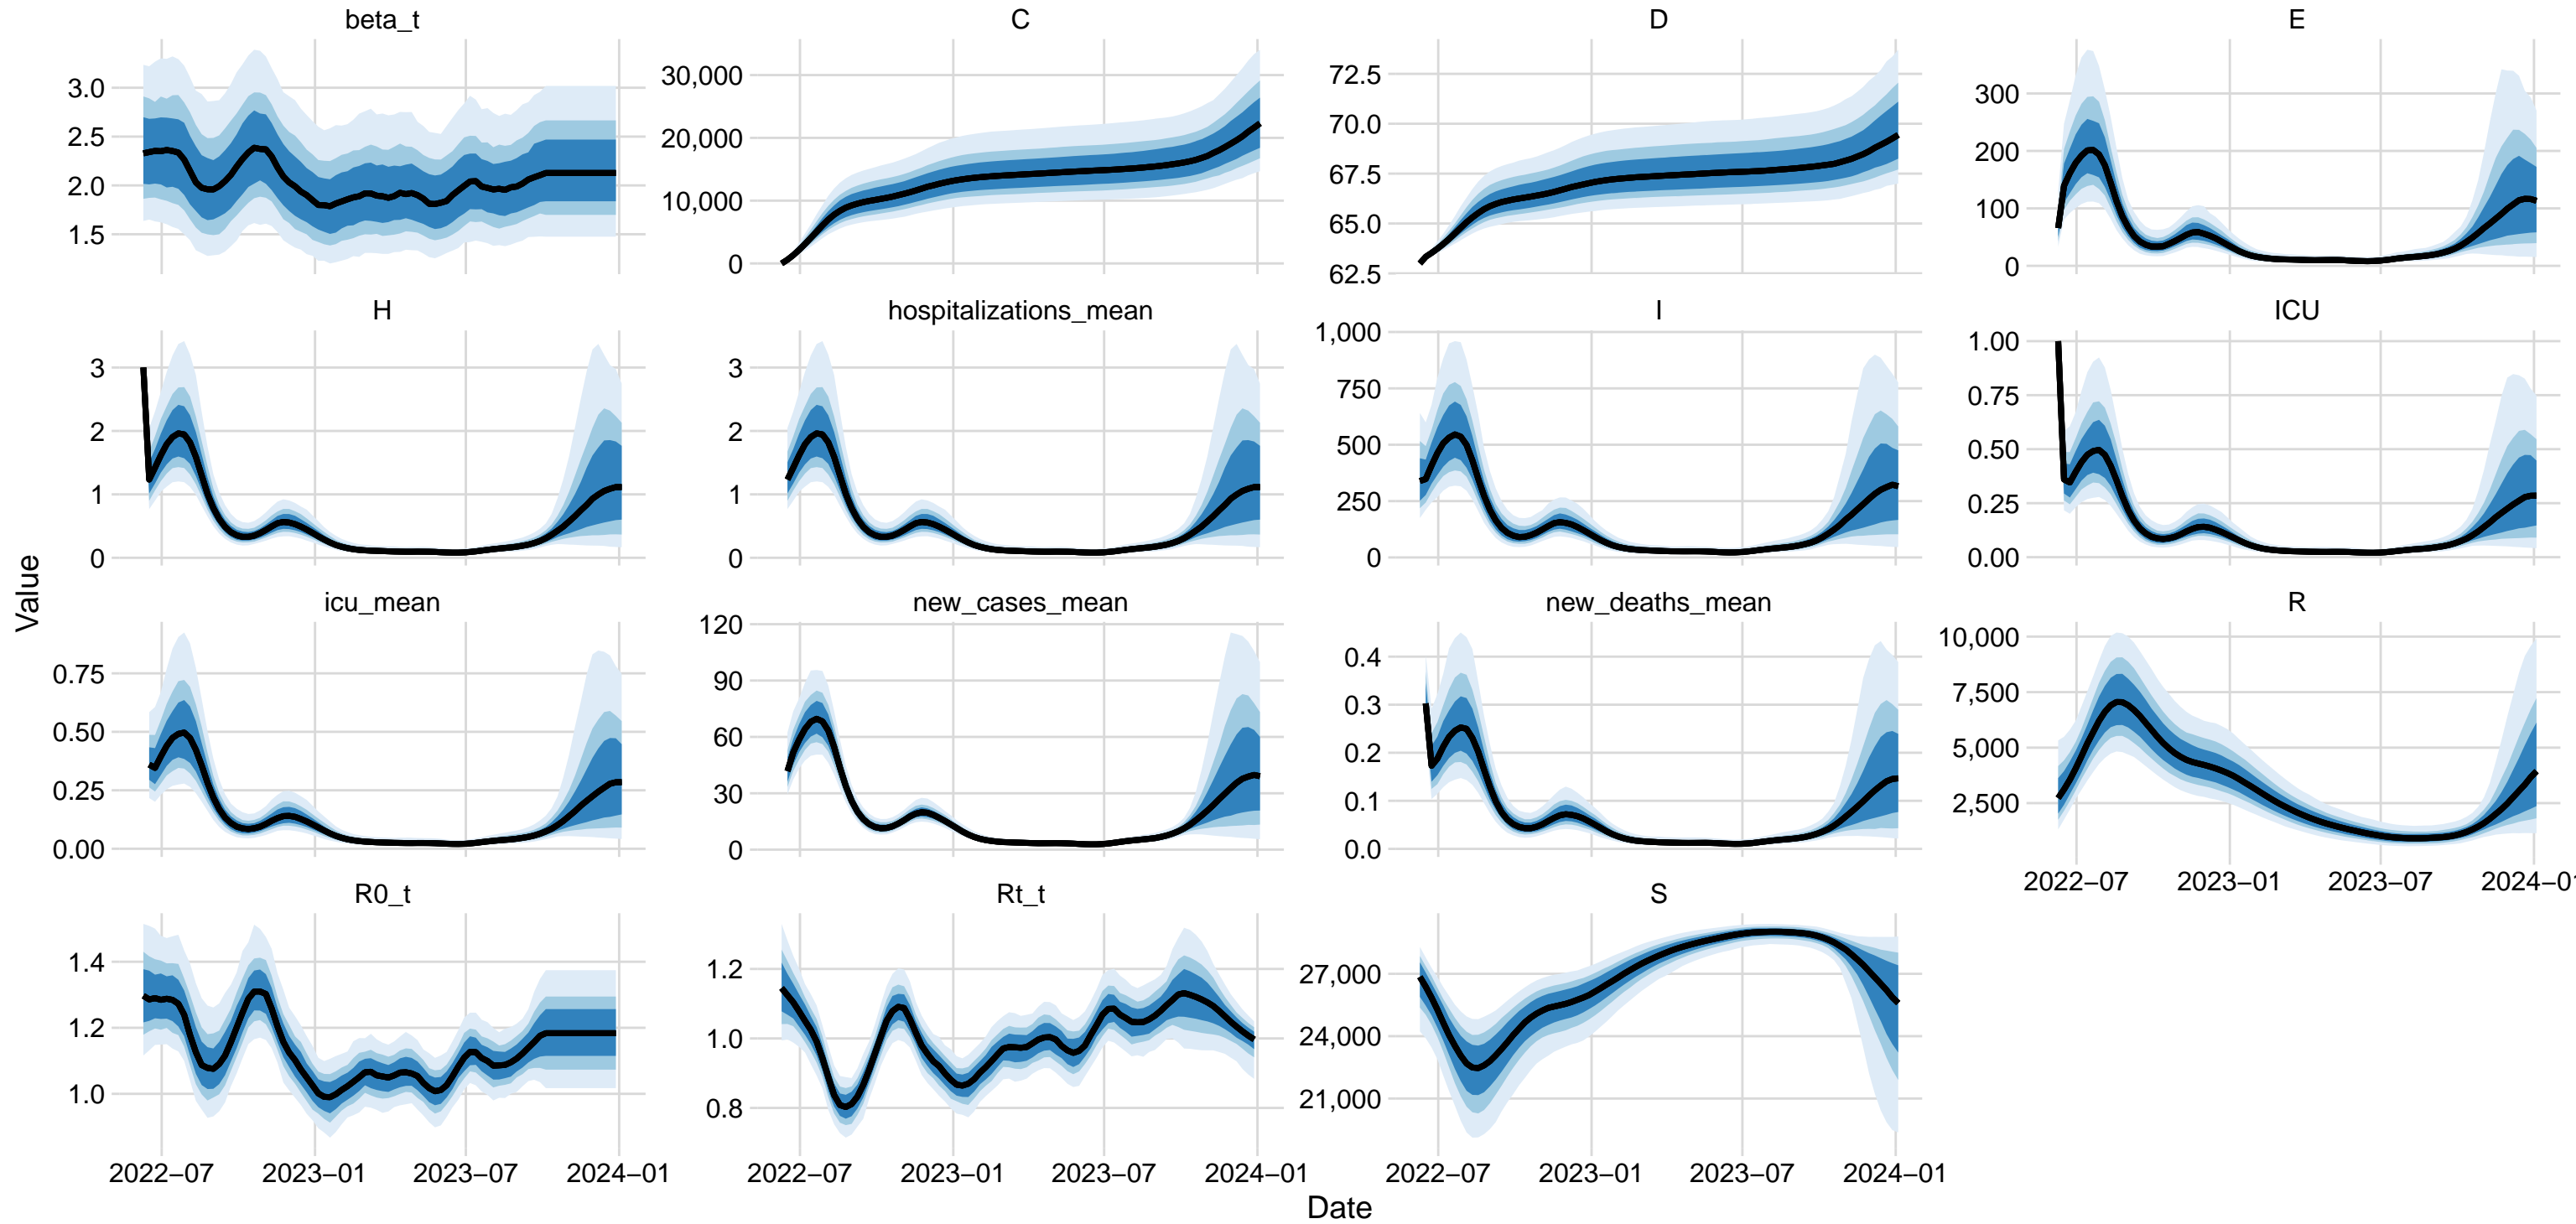 beta_t
C
D
E
3.0
2.5
2.0
1.5
30,000
20,000
10,000
0
72.5
70.0
67.5
65.0
62.5
300
200
100
0
H
hospitalizations_mean
I
ICU
3
2
1
0
3
2
1
0
1,000
750
500
250
0
1.00
0.75
0.50
0.25
0.00
Value
icu_mean
new_cases_mean
new_deaths_mean
R
0.75
0.50
0.25
0.00
120
90
60
30
0
0.4
0.3
0.2
0.1
0.0
10,000
7,500
5,000
2,500
2022−07 2023−01 2023−07 2024−01
R0_t
Rt_t
S
1.4
1.2
1.0
1.2
1.0
0.8
27,000
24,000
21,000
2022−07 2023−01 2023−07 2024−01
2022−07 2023−01 2023−07 2024−01
2022−07 2023−01 2023−07 2024−01
Date